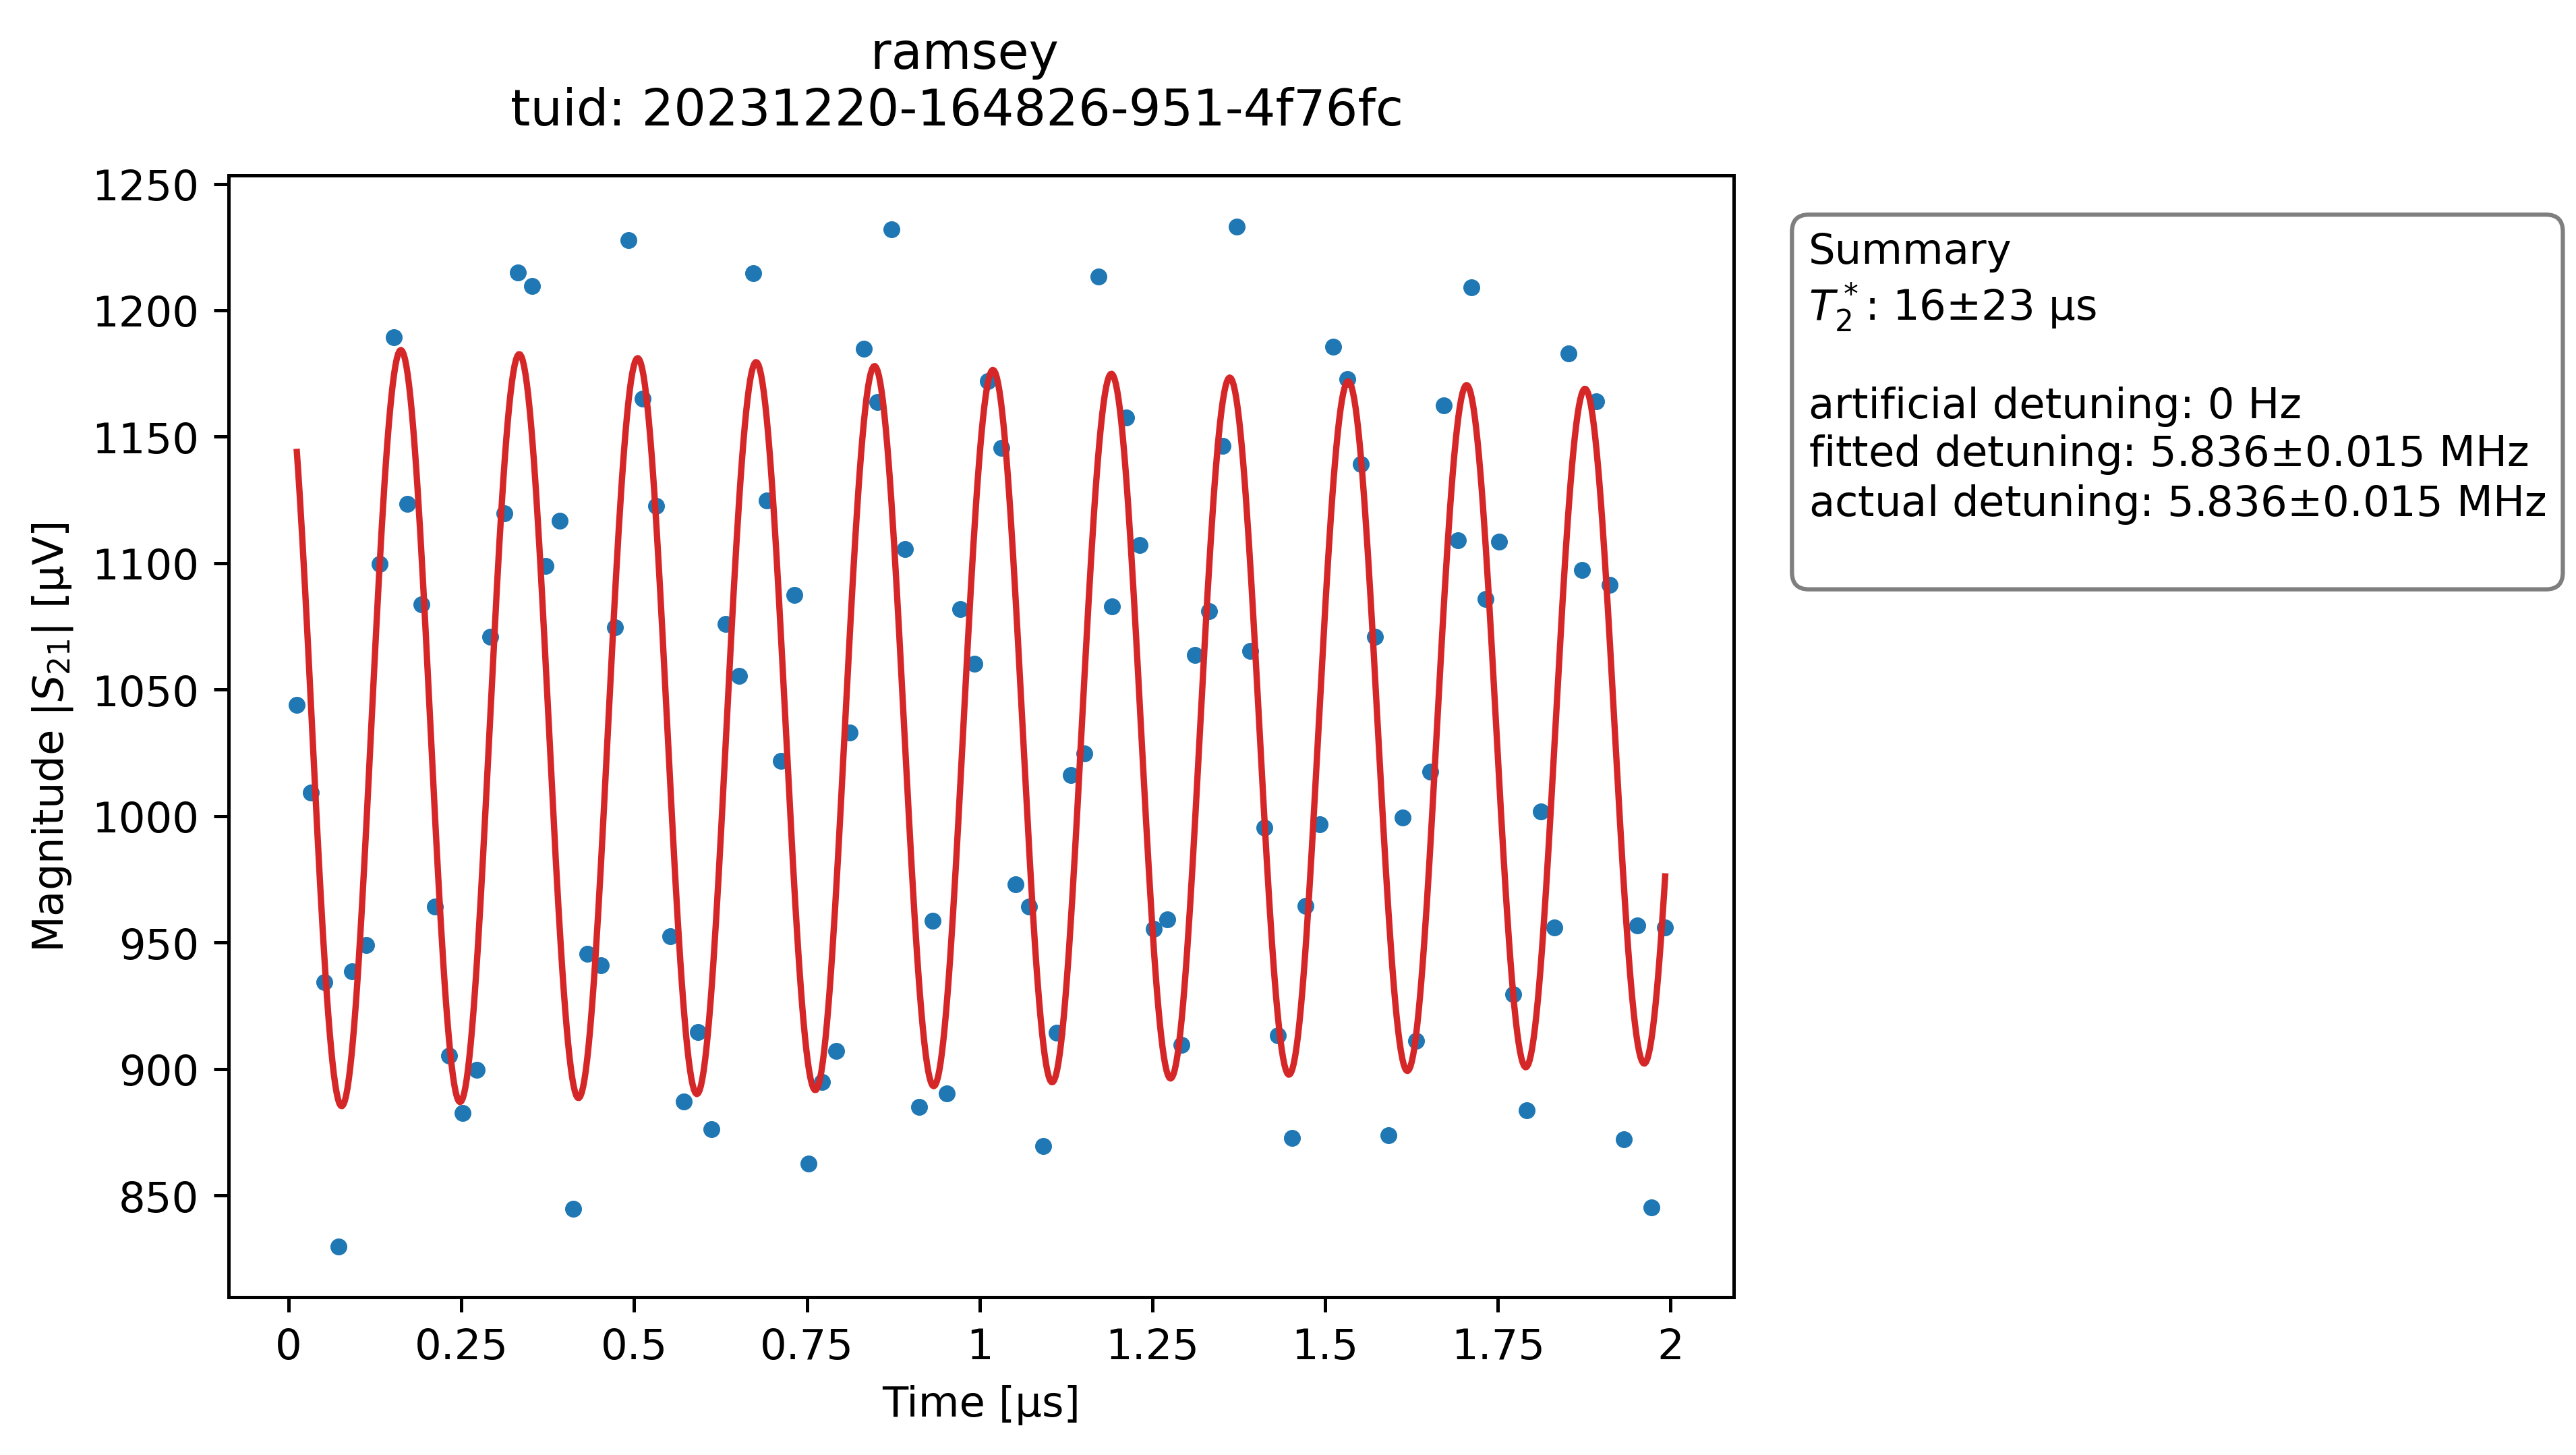 ramsey
tuid: 20231220-164826-951-4f76fc
1250
1200
1150
1100
1050
1000
950
900
850
Magnitude |S₂₁| [µV]
0 0.25 0.5 0.75 1 1.25 1.5 1.75 2
Time [µs]
Summary
T₂*: 16±23 µs
artificial detuning: 0 Hz
fitted detuning: 5.836±0.015 MHz
actual detuning: 5.836±0.015 MHz